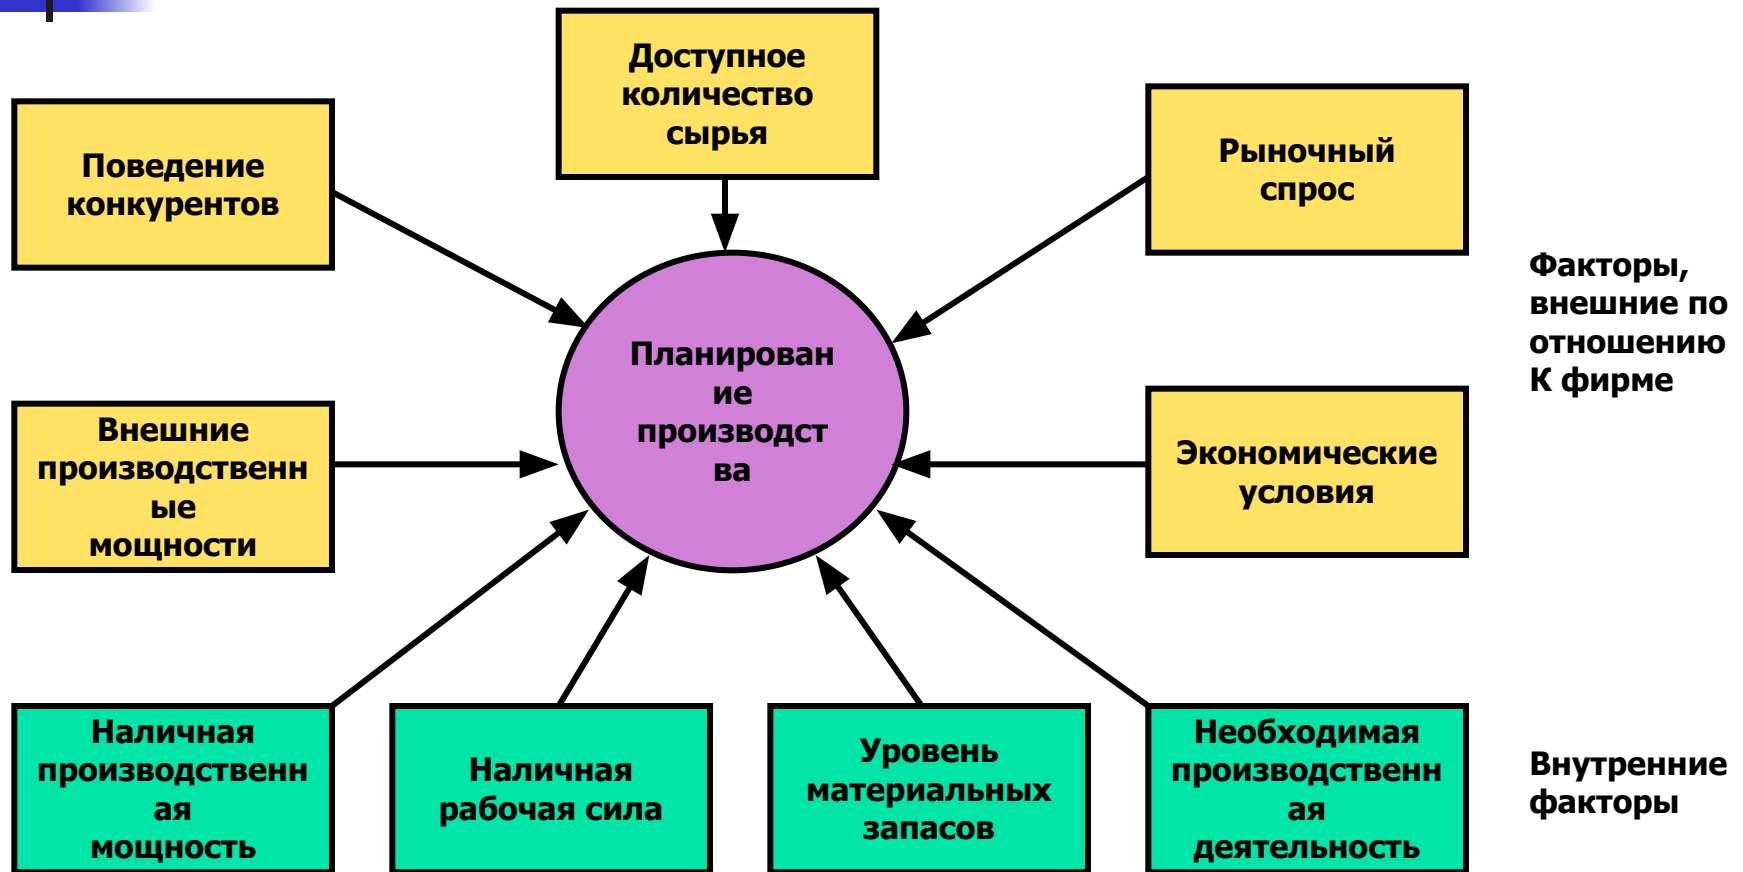 Доступное
количество
сырья
Поведение
конкурентов
Рыночный
спрос
Факторы,
внешние по
отношению
К фирме
Планирован
ие
производст
ва
Внешние
производственн
ые
мощности
Экономические
условия
Наличная
производственн
ая
мощность
Наличная
рабочая сила
Уровень
материальных
запасов
Необходимая
производственн
ая
деятельность
Внутренние
факторы